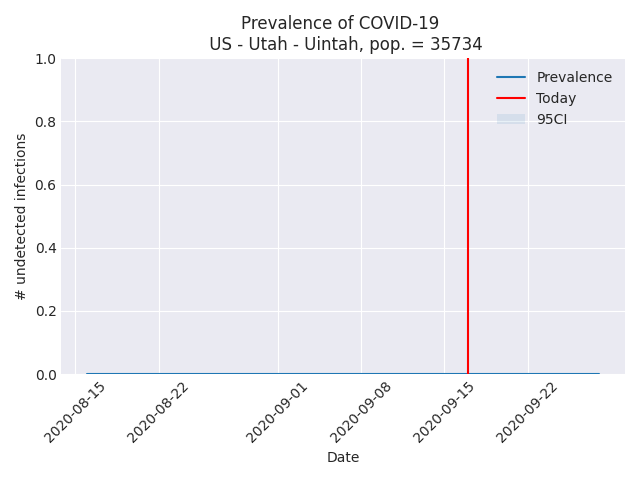 Prevalence of COVID-19
US - Utah - Uintah, pop. = 35734
Prevalence
Today
95CI
1.0
0.8
0.6
0.4
0.2
0.0
# undetected infections
2020-08-15
2020-08-22
2020-09-01
2020-09-08
2020-09-15
2020-09-22
Date